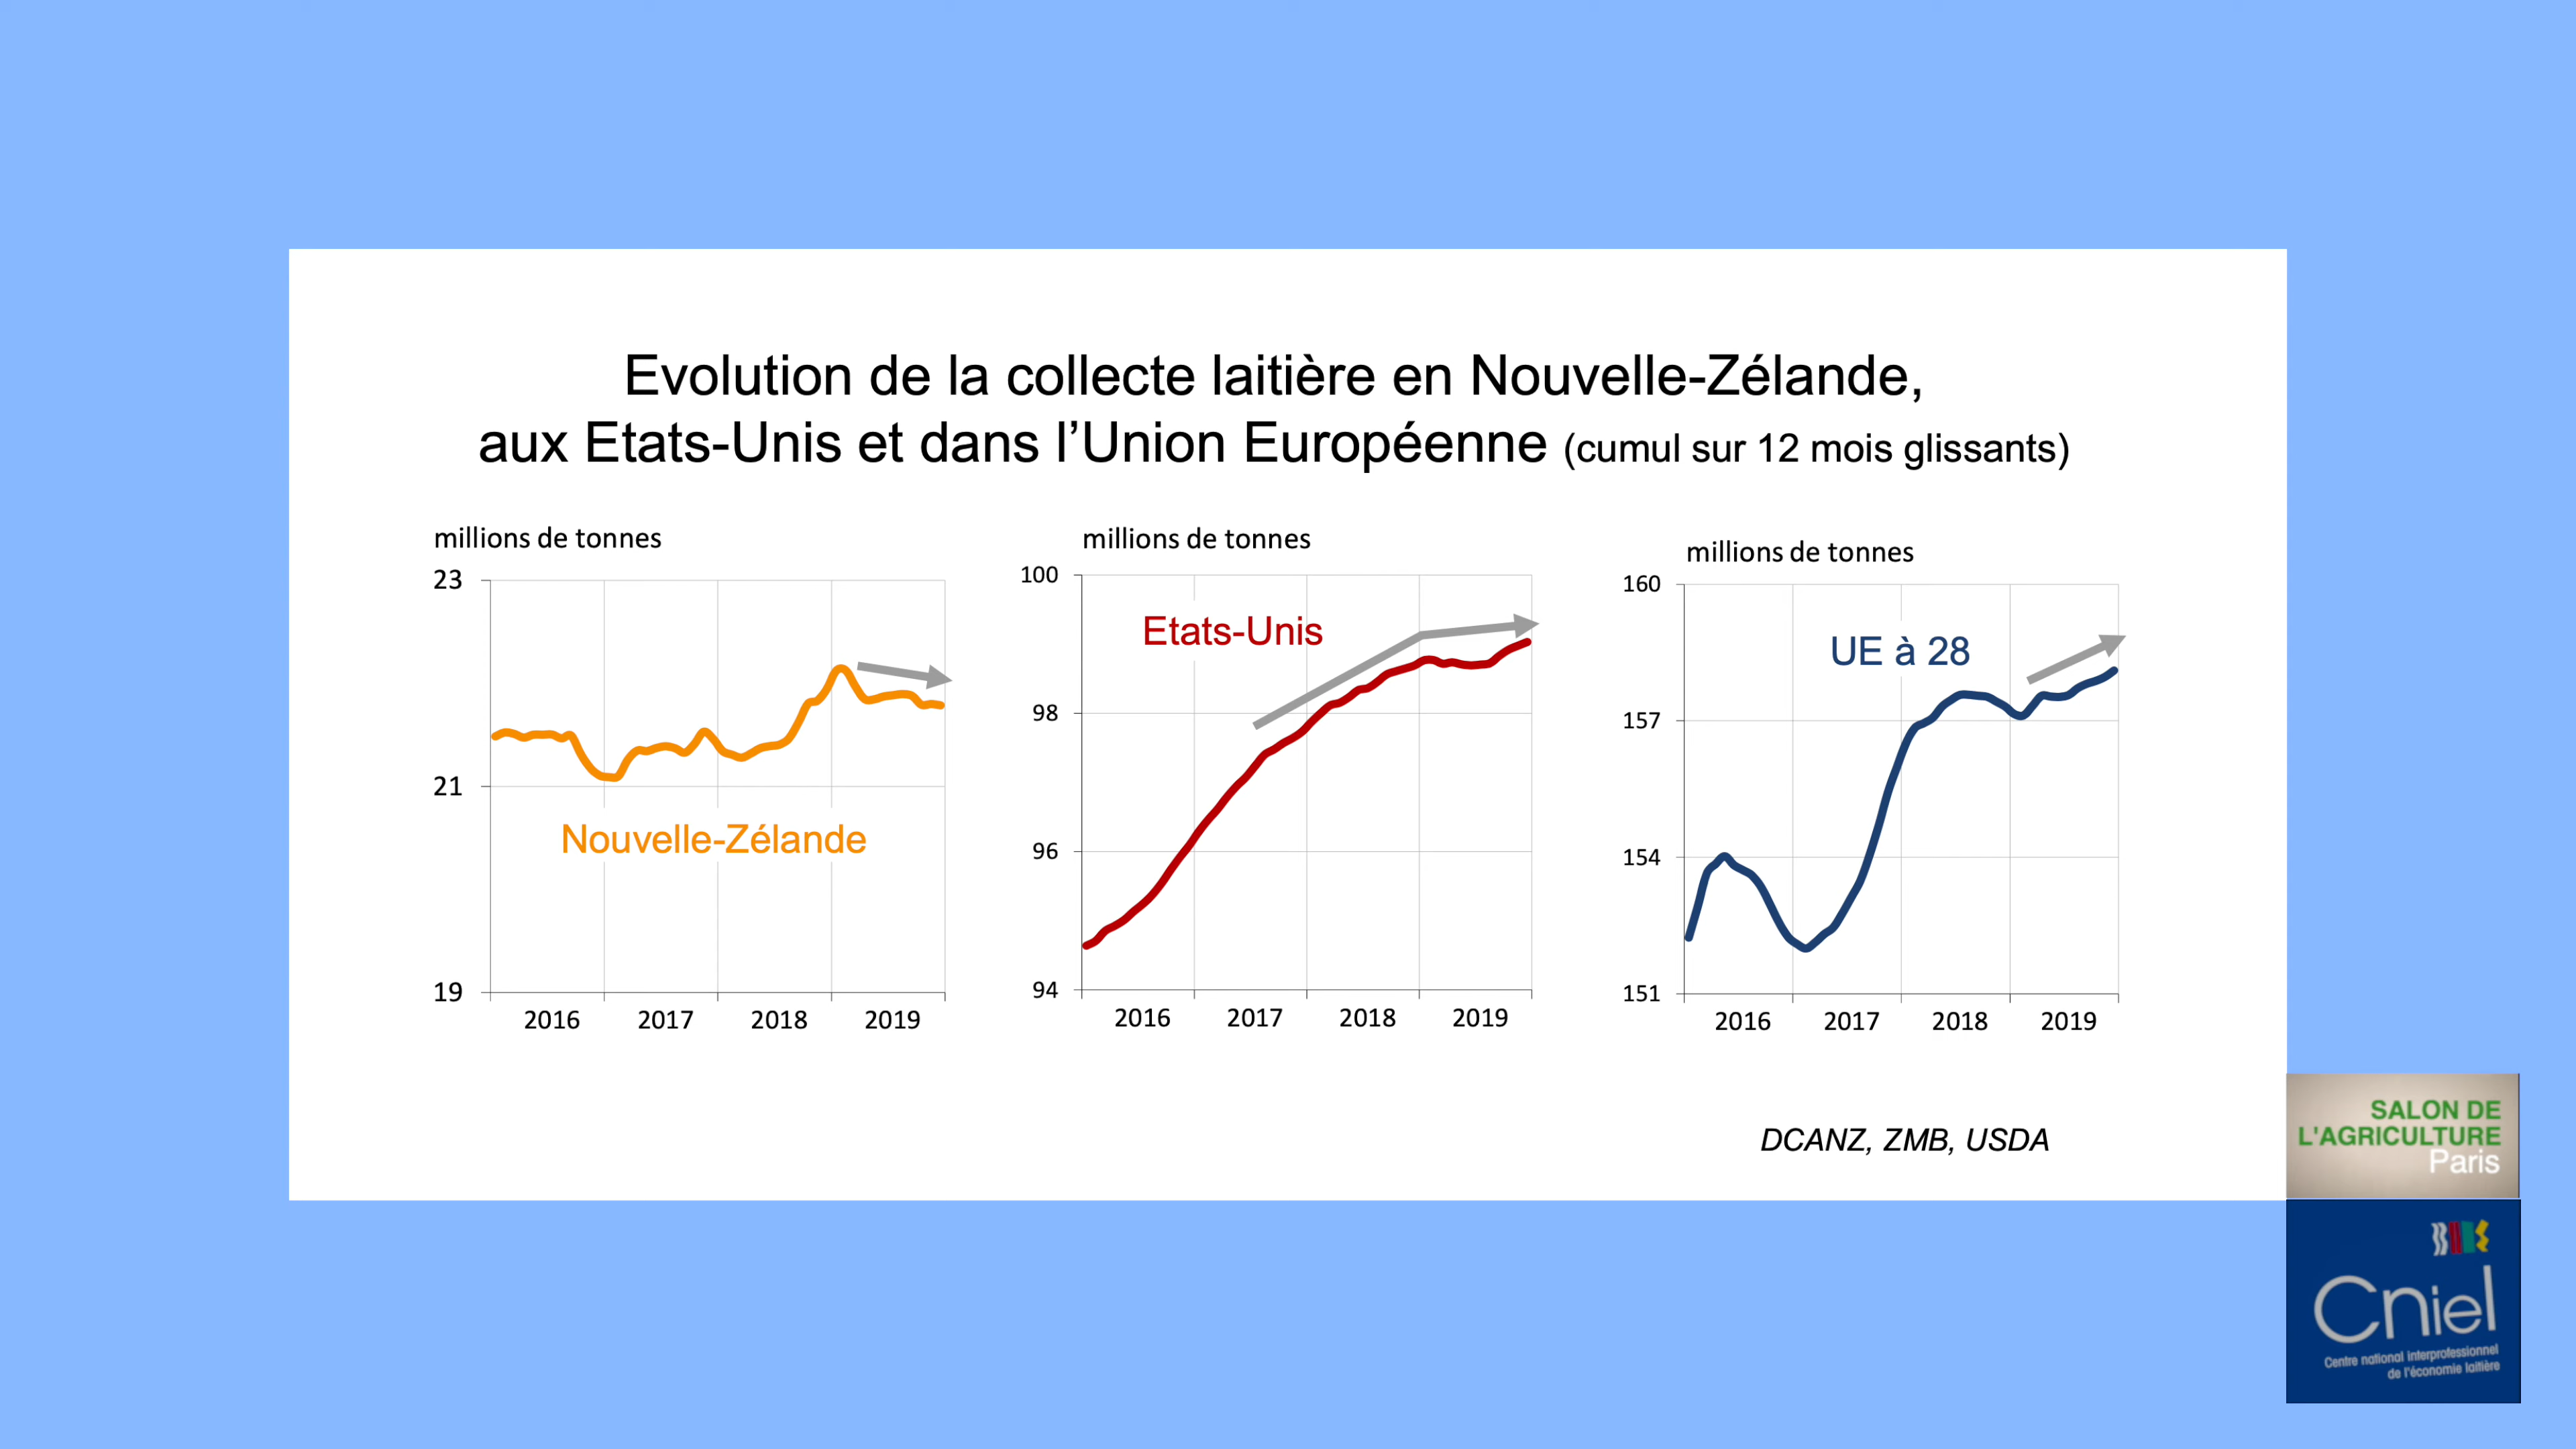 Evolution de la collecte laitière en Nouvelle-Zélande,
aux Etats-Unis et dans l’Union Européenne (cumul sur 12 mois glissants)
millions de tonnes
23
21
19
Nouvelle-Zélande
2016 2017 2018 2019
millions de tonnes
100
98
96
94
Etats-Unis
2016 2017 2018 2019
millions de tonnes
160
157
154
151
UE à 28
2016 2017 2018 2019
DCANZ, ZMB, USDA
SALON DE
L'AGRICULTURE
Paris
Cniel
Centre national interprofessionnel
de l'économie laitière